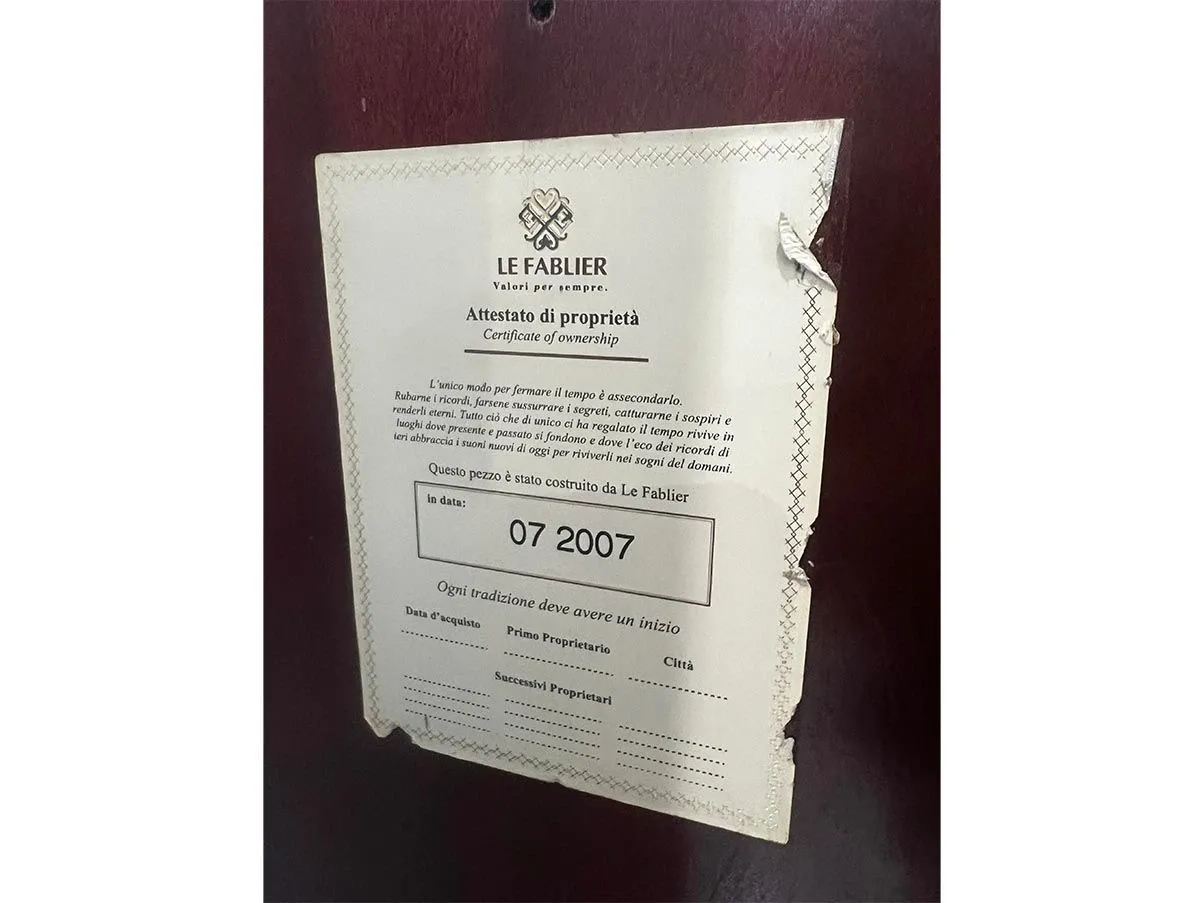 LE FABLIER
Valori per sempre.
Attestato di proprietà
Certificate of ownership
L'unico modo per fermare il tempo è assecondarlo.
Rubarne i ricordi, farsene sussurrare i segreti, catturarne i sospiri e
renderli eterni. Tutto ciò che di unico ci ha regalato il tempo rivive in
luoghi dove presente e passato si fondono e dove l'eco dei ricordi di
ieri abbraccia i suoni nuovi di oggi per riviverli nei sogni del domani.
Questo pezzo è stato costruito da Le Fablier
in data:
07 2007
Ogni tradizione deve avere un inizio
Data d'acquisto Primo Proprietario Città
Successivi Proprietari